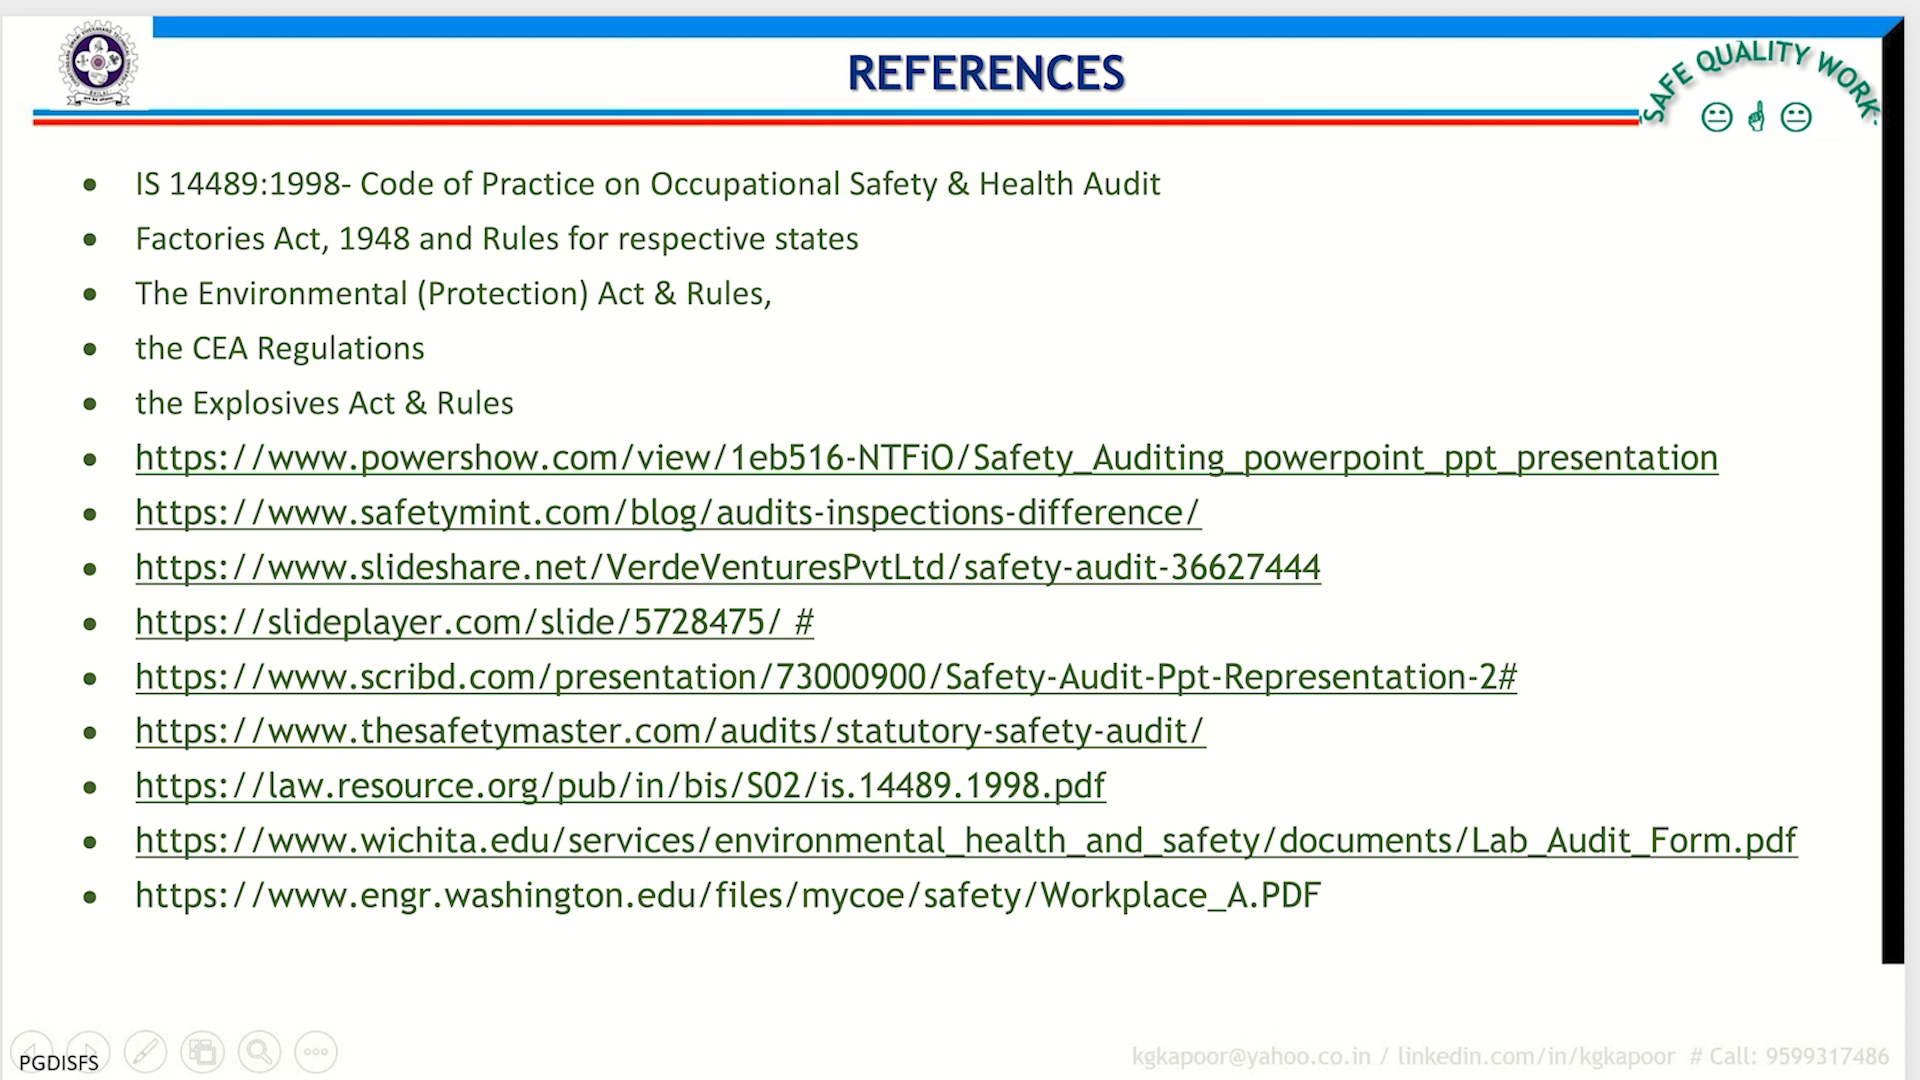 REFERENCES
SAFE QUALITY WORK
IS 14489:1998- Code of Practice on Occupational Safety & Health Audit
Factories Act, 1948 and Rules for respective states
The Environmental (Protection) Act & Rules,
the CEA Regulations
the Explosives Act & Rules
https://www.powershow.com/view/1eb516-NTFiO/Safety_Auditing_powerpoint_ppt_presentation
https://www.safetymint.com/blog/audits-inspections-difference/
https://www.slideshare.net/VerdeVenturesPvtLtd/safety-audit-36627444
https://slideplayer.com/slide/5728475/ #
https://www.scribd.com/presentation/73000900/Safety-Audit-Ppt-Representation-2#
https://www.thesafetymaster.com/audits/statutory-safety-audit/
https://law.resource.org/pub/in/bis/S02/is.14489.1998.pdf
https://www.wichita.edu/services/environmental_health_and_safety/documents/Lab_Audit_Form.pdf
https://www.engr.washington.edu/files/mycoe/safety/Workplace_A.PDF
PGDISFS
kgkapoor@yahoo.co.in / linkedin.com/in/kgkapoor # Call: 9599317486